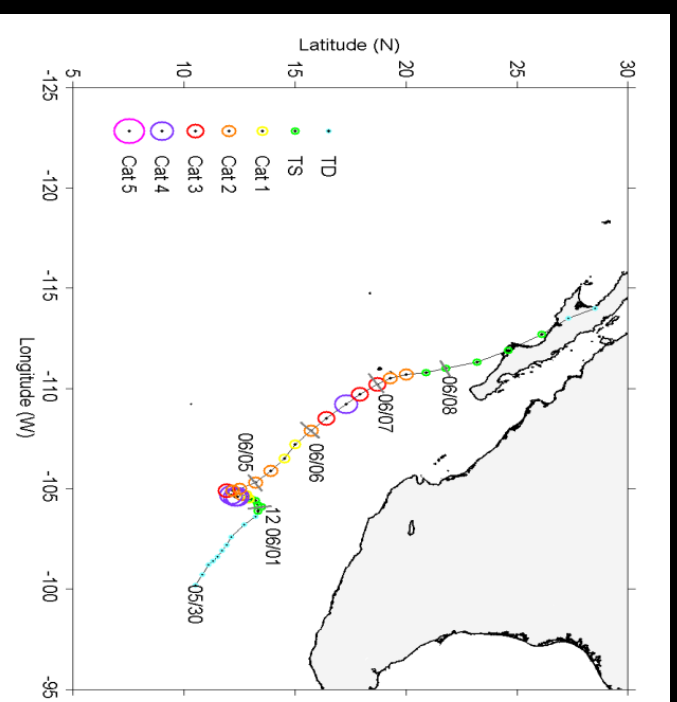 Latitude (N)
5
10
15
20
25
30
-125
-120
-115
-110
-105
-100
-95
Longitude (W)
TD
TS
Cat 1
Cat 2
Cat 3
Cat 4
Cat 5
06/08
06/07
06/06
06/05
12 06/01
05/30